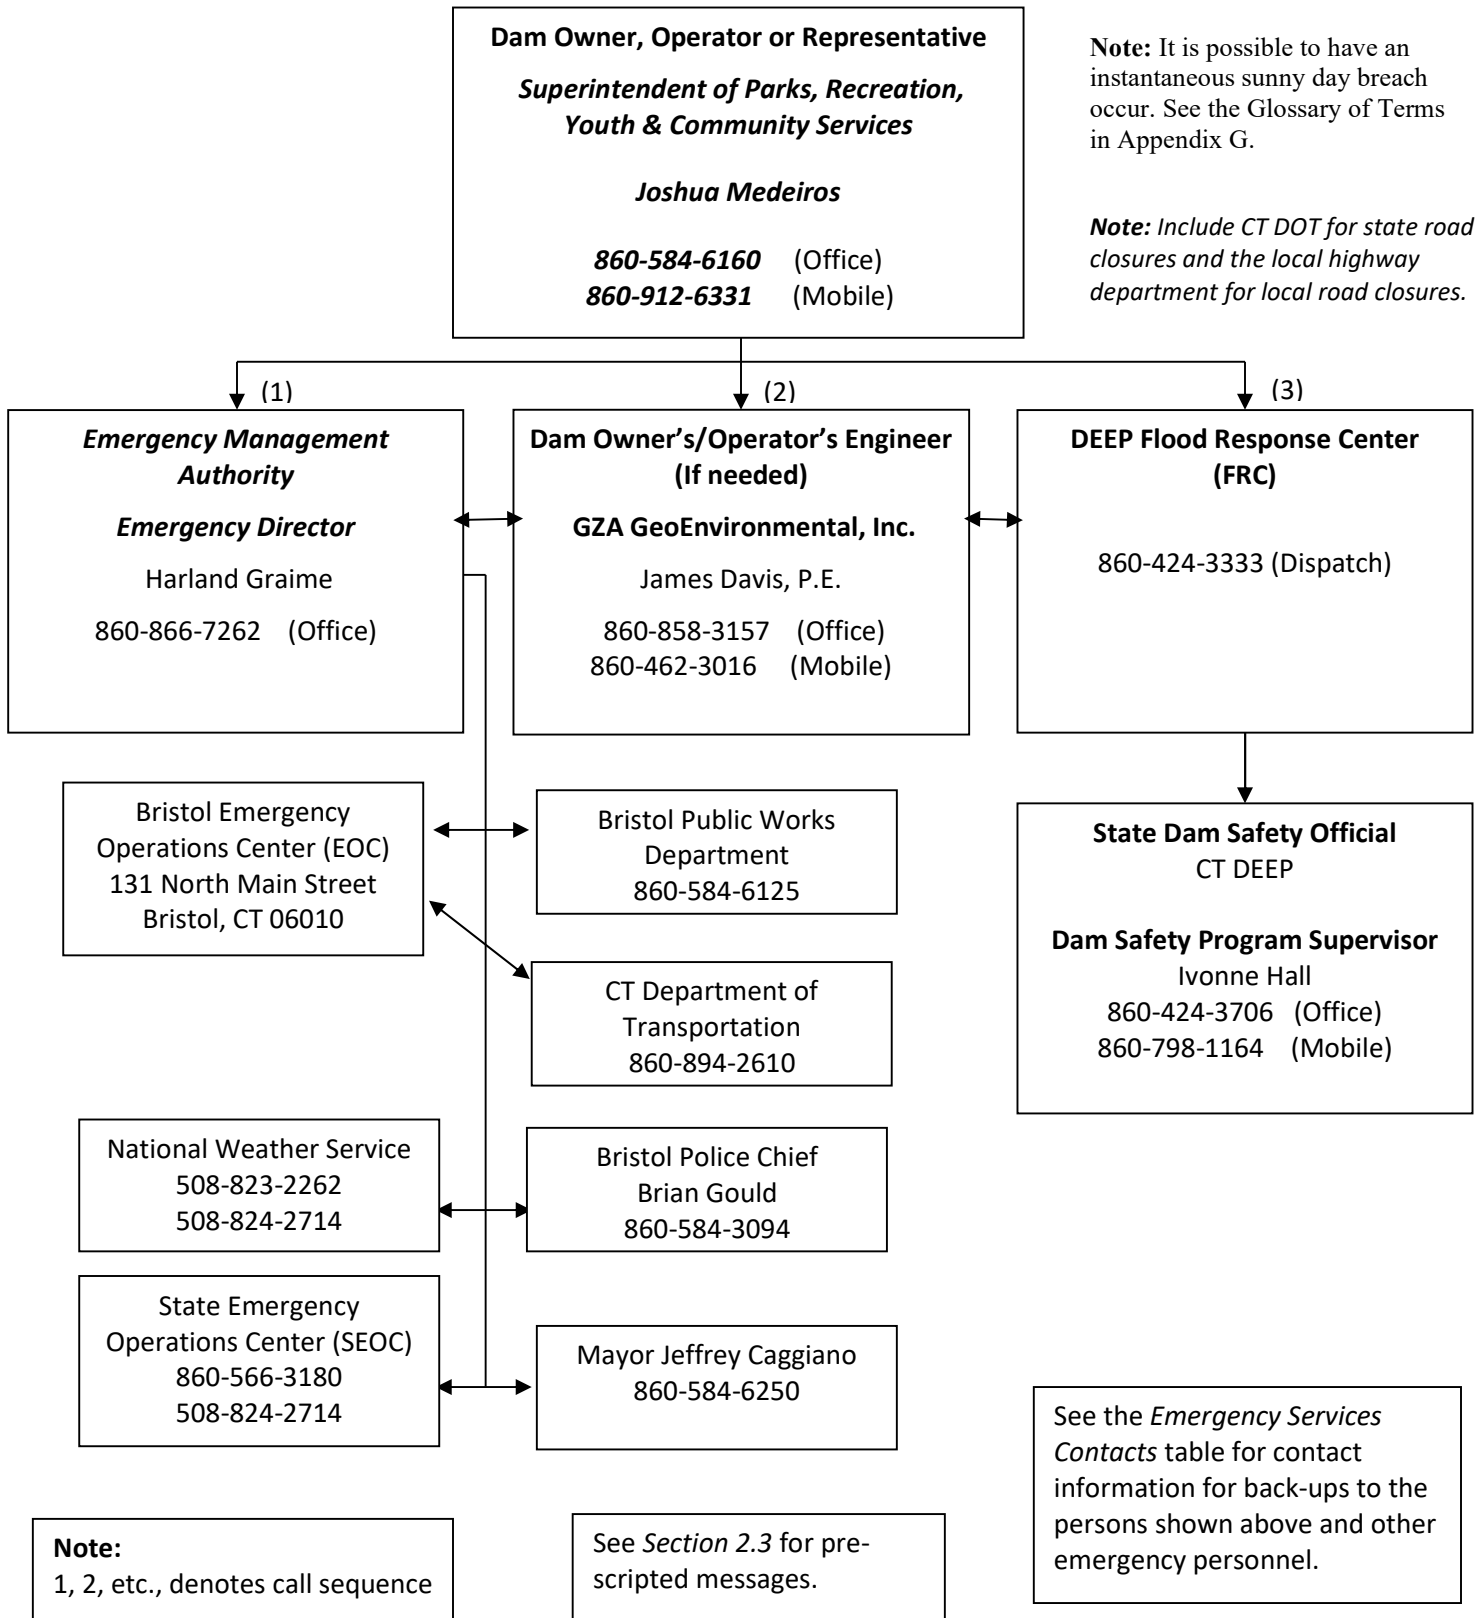 Dam Owner, Operator or Representative
Superintendent of Parks, Recreation,
Youth & Community Services
Joshua Medeiros
860-584-6160 (Office)
860-912-6331 (Mobile)
Note: It is possible to have an
instantaneous sunny day breach
occur. See the Glossary of Terms
in Appendix G.
Note: Include CT DOT for state road
closures and the local highway
department for local road closures.
(1)
(2)
(3)
Emergency Management
Authority
Emergency Director
Harland Graime
860-866-7262 (Office)
Dam Owner’s/Operator’s Engineer
(If needed)
GZA GeoEnvironmental, Inc.
James Davis, P.E.
860-858-3157 (Office)
860-462-3016 (Mobile)
DEEP Flood Response Center
(FRC)
860-424-3333 (Dispatch)
Bristol Emergency
Operations Center (EOC)
131 North Main Street
Bristol, CT 06010
Bristol Public Works
Department
860-584-6125
State Dam Safety Official
CT DEEP
Dam Safety Program Supervisor
Ivonne Hall
860-424-3706 (Office)
860-798-1164 (Mobile)
CT Department of
Transportation
860-894-2610
National Weather Service
508-823-2262
508-824-2714
Bristol Police Chief
Brian Gould
860-584-3094
State Emergency
Operations Center (SEOC)
860-566-3180
508-824-2714
Mayor Jeffrey Caggiano
860-584-6250
See the Emergency Services
Contacts table for contact
information for back-ups to the
persons shown above and other
emergency personnel.
Note:
1, 2, etc., denotes call sequence
See Section 2.3 for pre-
scripted messages.